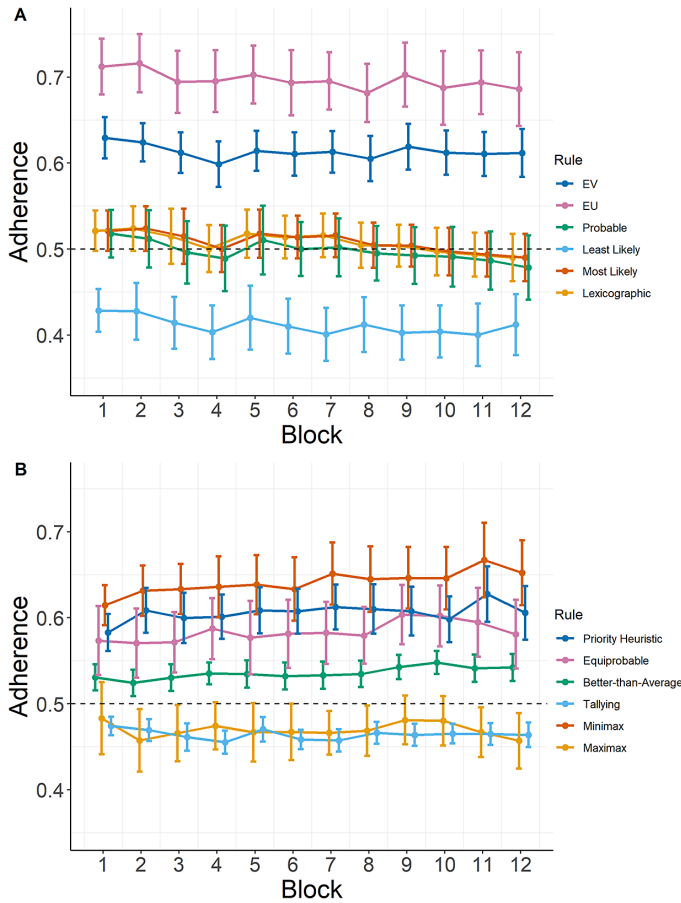 A
0.7
0.6
0.5
0.4
Adherence
1 2 3 4 5 6 7 8 9 10 11 12
Block
Rule
EV
EU
Probable
Least Likely
Most Likely
Lexicographic
B
0.7
0.6
0.5
0.4
Adherence
1 2 3 4 5 6 7 8 9 10 11 12
Block
Rule
Priority Heuristic
Equiprobable
Better-than-Average
Tallying
Minimax
Maximax